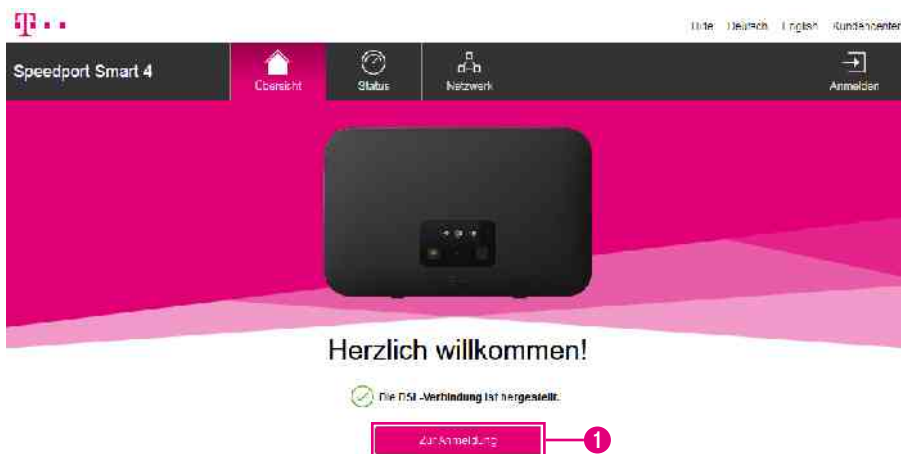 T
Hilfe Deutsch English Kundencenter
Speedport Smart 4
Übersicht
Status
Netzwerk
Anmelden
Herzlich willkommen!
Die DSL-Verbindung ist hergestellt.
Zur Anmeldung
1